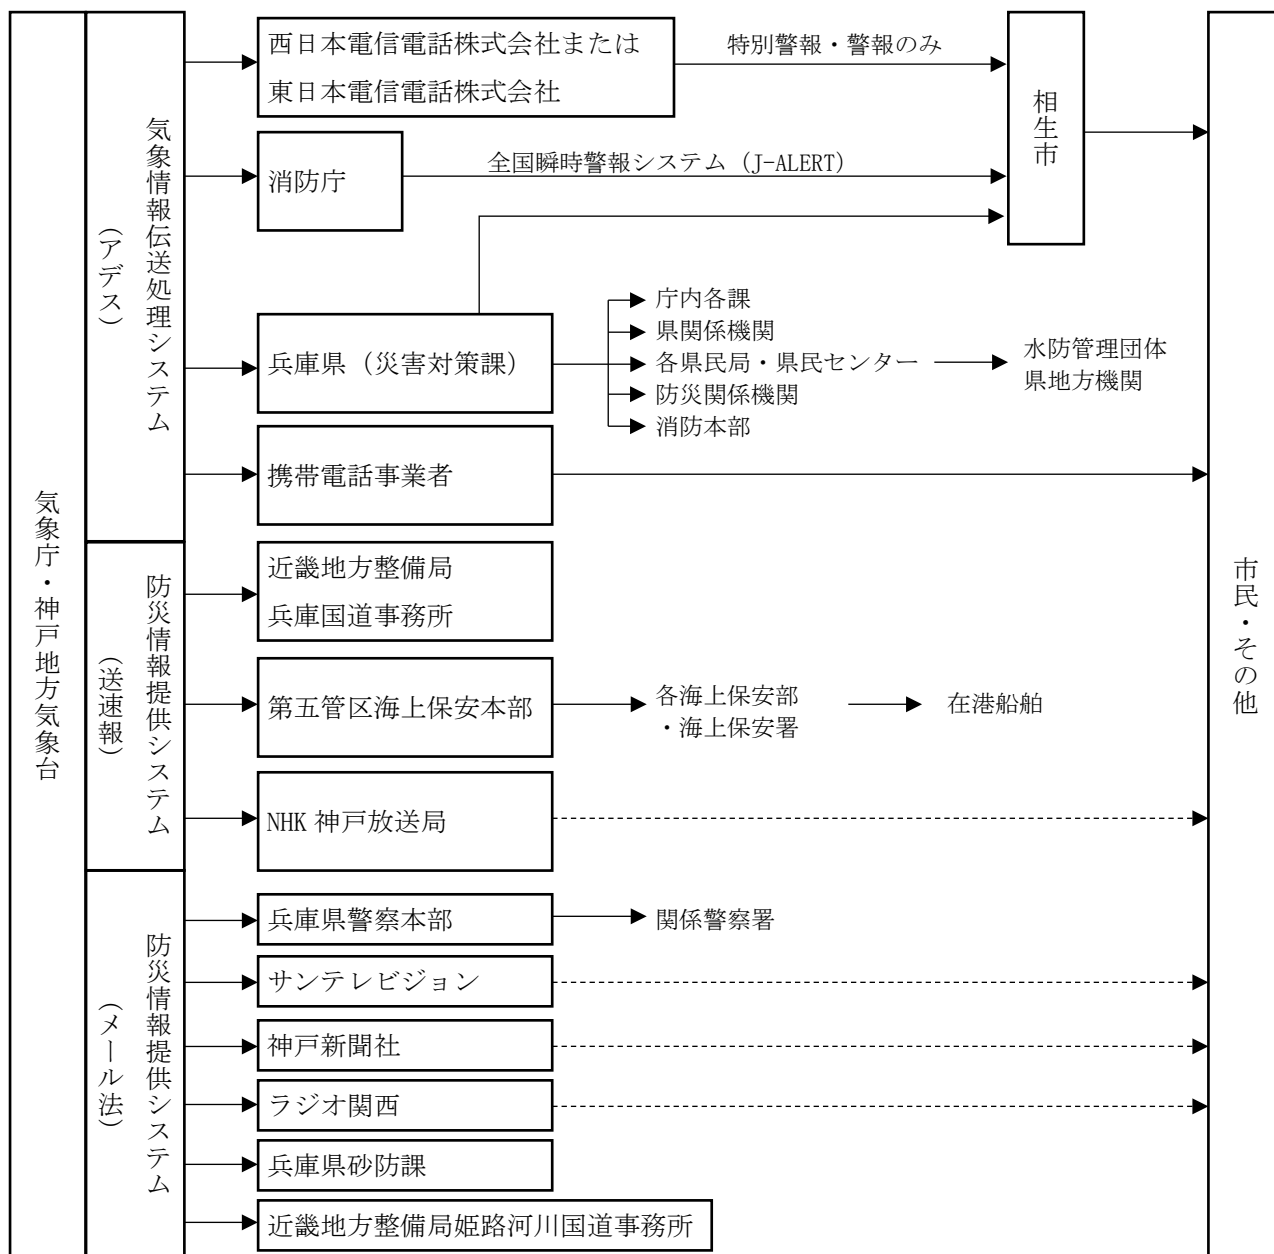 気象庁・神戸地方気象台
気象情報伝送処理システム
(アデス)
西日本電信電話株式会社または
東日本電信電話株式会社
特別警報・警報のみ
消防庁
全国瞬時警報システム（J-ALERT）
相生市
兵庫県（災害対策課）
庁内各課
県関係機関
各県民局・県民センター
防災関係機関
消防本部
水防管理団体
県地方機関
携帯電話事業者
防災情報提供システム
(送速報)
近畿地方整備局
兵庫国道事務所
第五管区海上保安本部
各海上保安部
・海上保安署
在港船舶
NHK 神戸放送局
防災情報提供システム
(メール法)
兵庫県警察本部
関係警察署
サンテレビジョン
神戸新聞社
ラジオ関西
兵庫県砂防課
近畿地方整備局姫路河川国道事務所
市民・その他